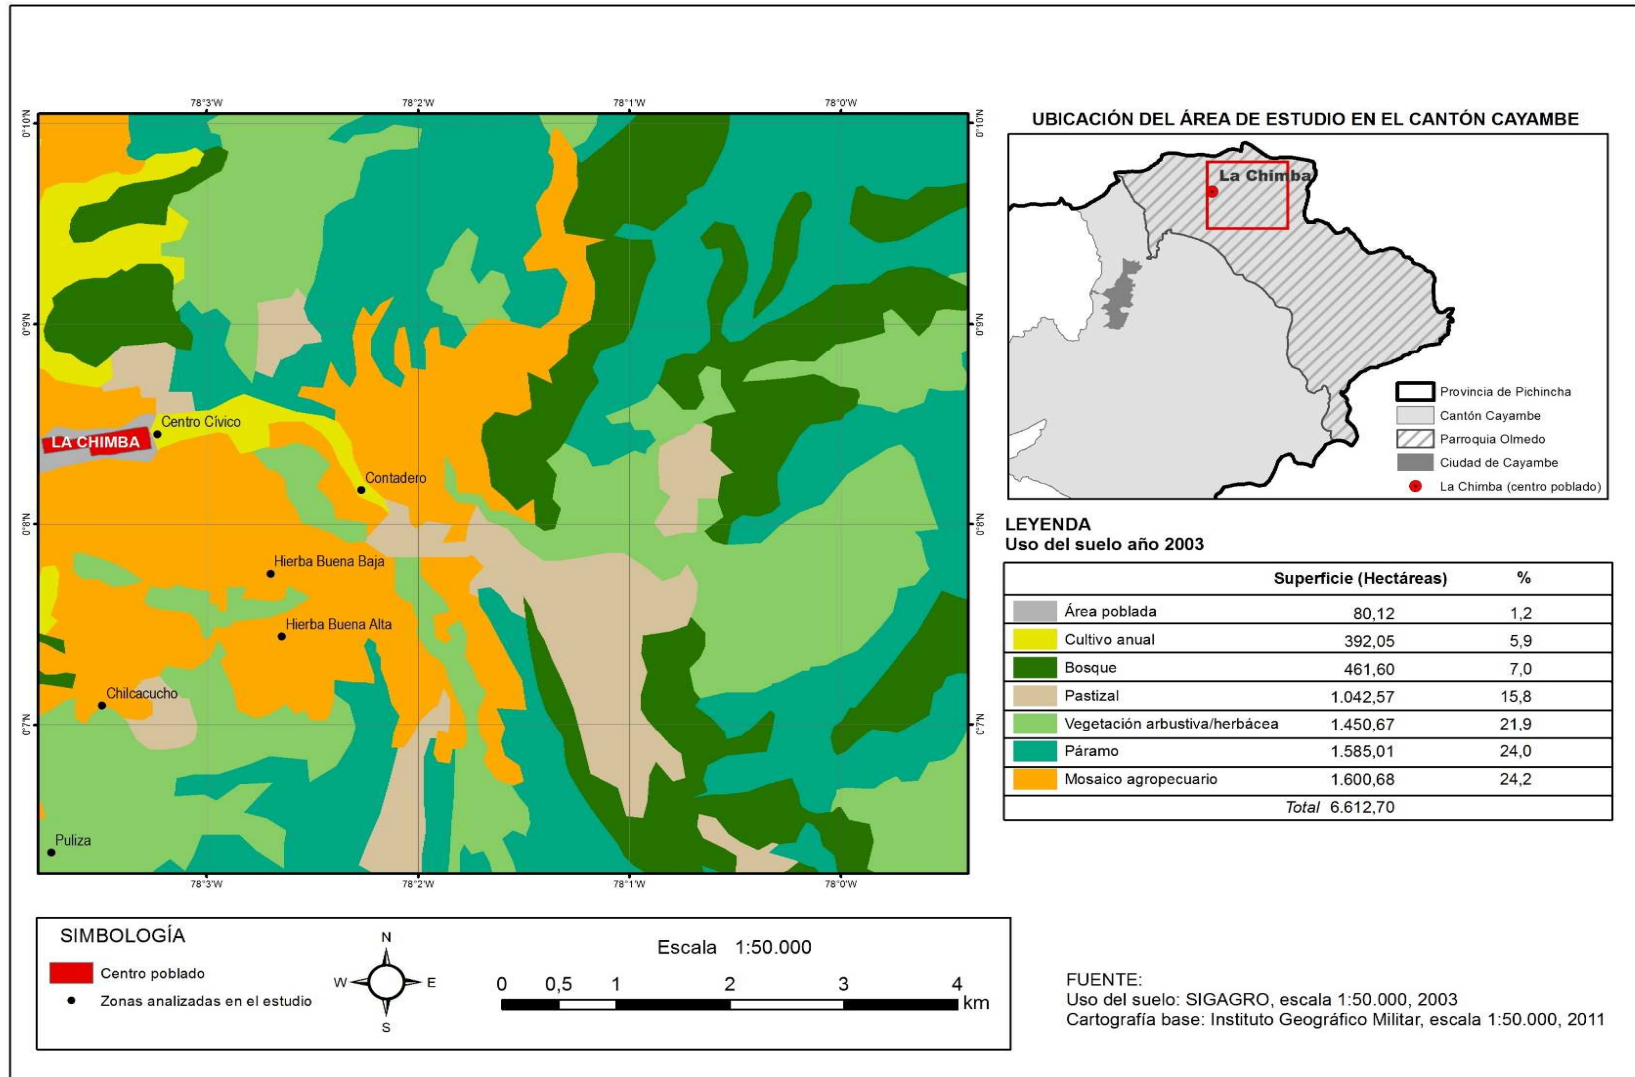 78°3'W 78°2'W 78°1'W 78°0'W
0°10'N 0°10'N
0°9'N 0°9'N
Centro Cívico
LA CHIMBA
Contadero
0°8'N 0°8'N
Hierba Buena Baja
Hierba Buena Alta
Chilcacucho
0°7'N 0°7'N
Puliza
78°3'W 78°2'W 78°1'W 78°0'W
UBICACIÓN DEL ÁREA DE ESTUDIO EN EL CANTÓN CAYAMBE
La Chimba
Provincia de Pichincha
Cantón Cayambe
Parroquia Olmedo
Ciudad de Cayambe
La Chimba (centro poblado)
LEYENDA
Uso del suelo año 2003
Superficie (Hectáreas) %
Área poblada 80,12 1,2
Cultivo anual 392,05 5,9
Bosque 461,60 7,0
Pastizal 1.042,57 15,8
Vegetación arbustiva/herbácea 1.450,67 21,9
Páramo 1.585,01 24,0
Mosaico agropecuario 1.600,68 24,2
Total 6.612,70
SIMBOLOGÍA
Centro poblado
Zonas analizadas en el estudio
N
W E
S
Escala 1:50.000
0 0,5 1 2 3 4
km
FUENTE:
Uso del suelo: SIGAGRO, escala 1:50.000, 2003
Cartografía base: Instituto Geográfico Militar, escala 1:50.000, 2011